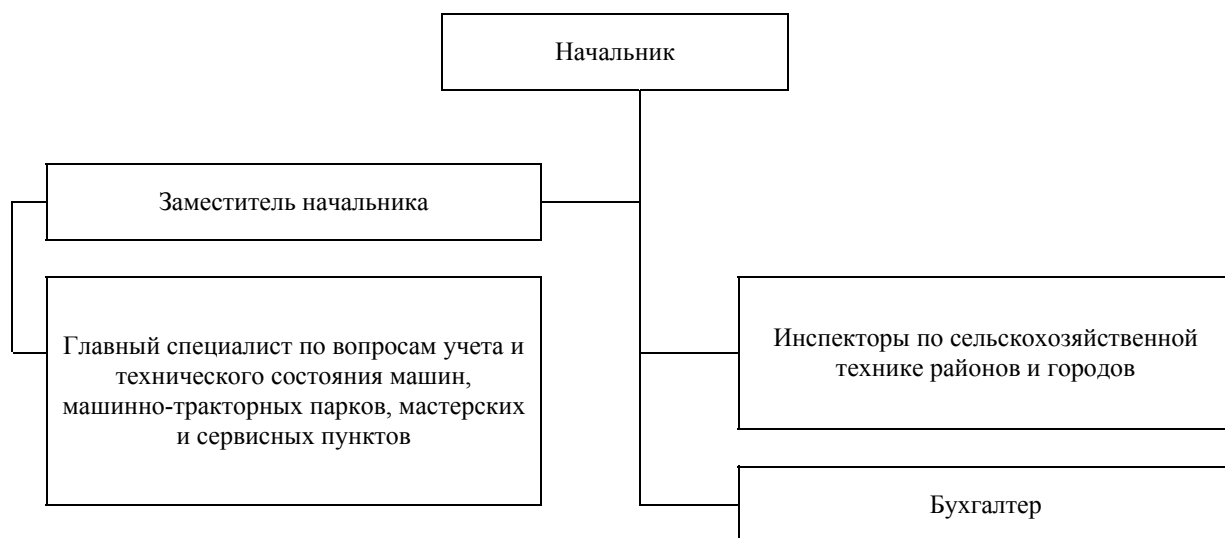 Начальник
Заместитель начальника
Главный специалист по вопросам учета и
технического состояния машин,
машинно-тракторных парков, мастерских
и сервисных пунктов
Инспекторы по сельскохозяйственной
технике районов и городов
Бухгалтер